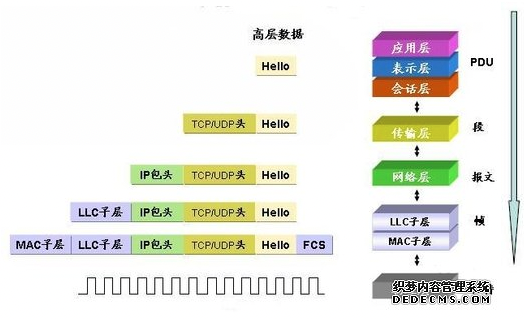 高层数据
应用层
Hello
表示层
PDU
会话层
TCP/UDP头 Hello
传输层
段
IP包头 TCP/UDP头 Hello
网络层
报文
LLC子层 IP包头 TCP/UDP头 Hello
LLC子层
帧
MAC子层 LLC子层 IP包头 TCP/UDP头 Hello FCS
MAC子层
织梦内容管理系统
DEDECMS.COM